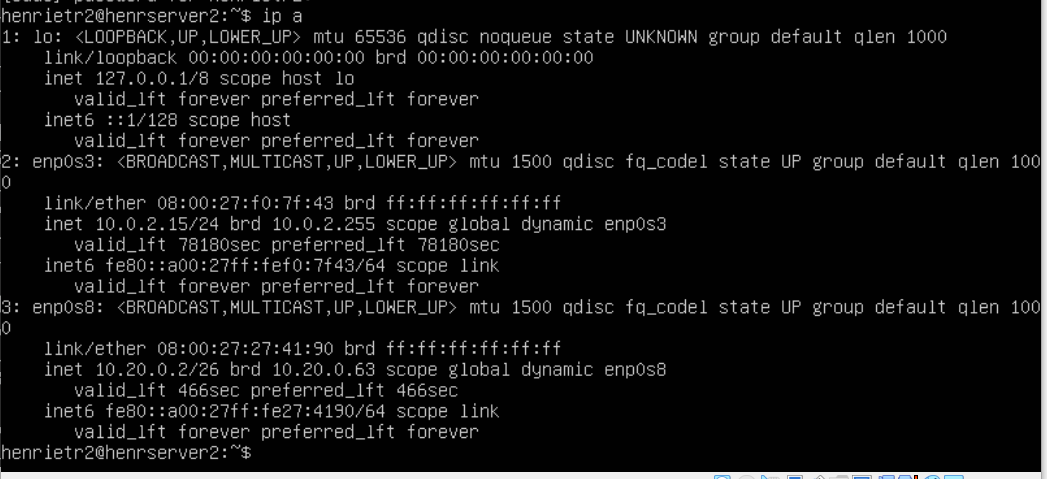 henrietr2@henrserver2:~$ ip a
1: lo: <LOOPBACK,UP,LOWER_UP> mtu 65536 qdisc noqueue state UNKNOWN group default qlen 1000
    link/loopback 00:00:00:00:00:00 brd 00:00:00:00:00:00
    inet 127.0.0.1/8 scope host lo
       valid_lft forever preferred_lft forever
    inet6 ::1/128 scope host
       valid_lft forever preferred_lft forever
2: enp0s3: <BROADCAST,MULTICAST,UP,LOWER_UP> mtu 1500 qdisc fq_codel state UP group default qlen 100
0
    link/ether 08:00:27:f0:7f:43 brd ff:ff:ff:ff:ff:ff
    inet 10.0.2.15/24 brd 10.0.2.255 scope global dynamic enp0s3
       valid_lft 78180sec preferred_lft 78180sec
    inet6 fe80::a00:27ff:fef0:7f43/64 scope link
       valid_lft forever preferred_lft forever
3: enp0s8: <BROADCAST,MULTICAST,UP,LOWER_UP> mtu 1500 qdisc fq_codel state UP group default qlen 100
0
    link/ether 08:00:27:27:41:90 brd ff:ff:ff:ff:ff:ff
    inet 10.20.0.2/26 brd 10.20.0.63 scope global dynamic enp0s8
       valid_lft 466sec preferred_lft 466sec
    inet6 fe80::a00:27ff:fe27:4190/64 scope link
       valid_lft forever preferred_lft forever
henrietr2@henrserver2:~$